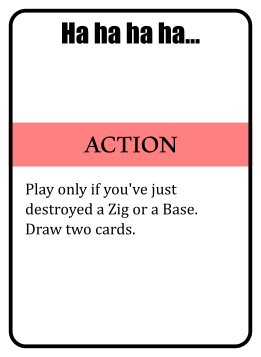 Ha ha ha ha...
ACTION
Play only if you've just
destroyed a Zig or a Base.
Draw two cards.